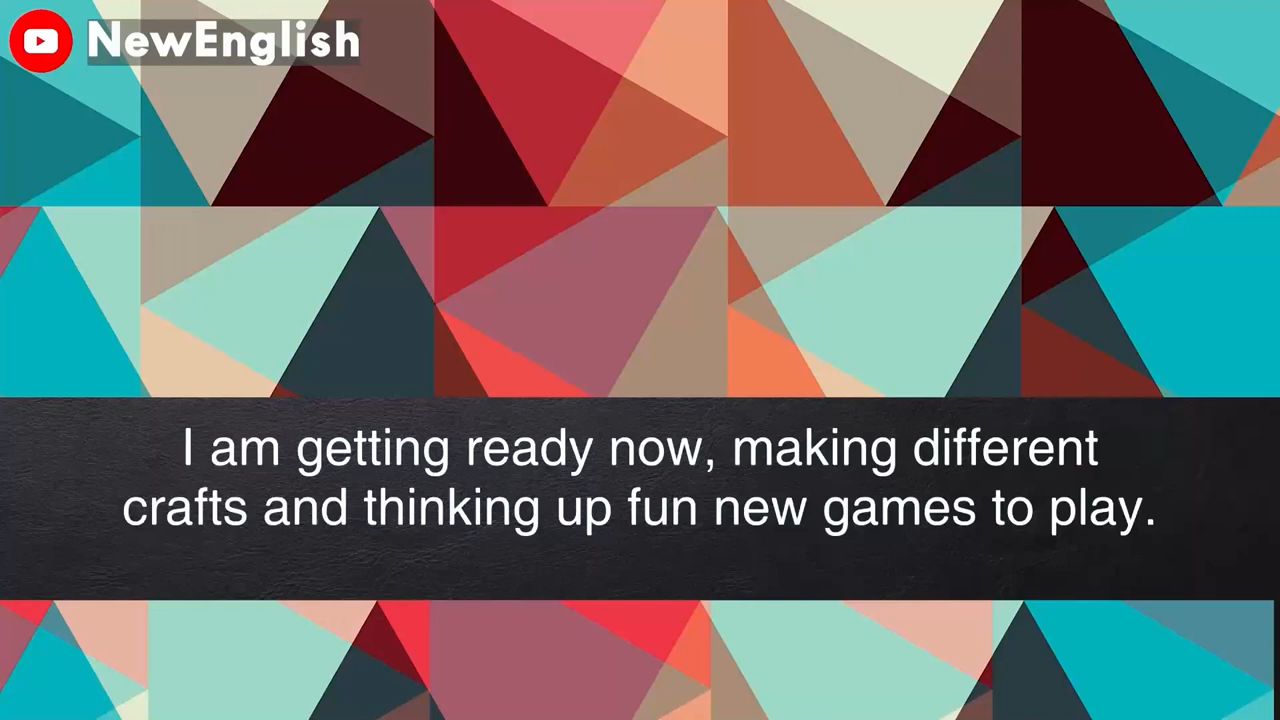 NewEnglish
I am getting ready now, making different
crafts and thinking up fun new games to play.